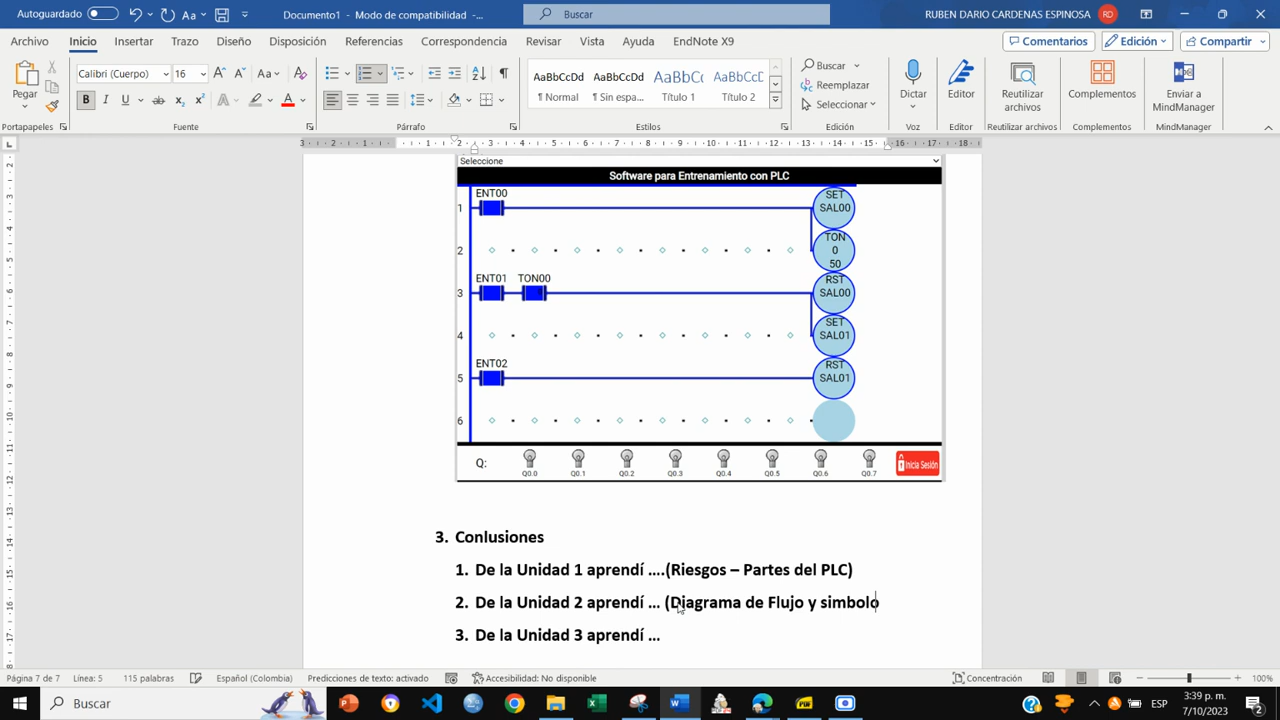 Autoguardado
Documento1 - Modo de compatibilidad - Word
Buscar
RUBEN DARIO CARDENAS ESPINOSA
RD
Archivo Inicio Insertar Trazo Diseño Disposición Referencias Correspondencia Revisar Vista Ayuda EndNote X9
Comentarios
Edición
Compartir
Pegar
Calibri (Cuerpo) 16
Portapapeles
Fuente
Párrafo
AaBbCcDd
¶ Normal
AaBbCcDd
¶ Sin espa...
AaBbCc
Título 1
AaBbCcD
Título 2
Estilos
Buscar
Reemplazar
Seleccionar
Edición
Dictar
Voz
Editor
Editor
Reutilizar archivos
Reutilizar archivos
Complementos
Complementos
Enviar a MindManager
MindManager
Seleccione
Software para Entrenamiento con PLC
ENT00
1
SET
SAL00
2
TON
0
50
ENT01 TON00
3
RST
SAL00
4
SET
SAL01
ENT02
5
RST
SAL01
6
Q:
Q0.0 Q0.1 Q0.2 Q0.3 Q0.4 Q0.5 Q0.6 Q0.7
Inicia Sesión
3. Conlusiones
1. De la Unidad 1 aprendí ....(Riesgos – Partes del PLC)
2. De la Unidad 2 aprendí ... (Diagrama de Flujo y simbolo
3. De la Unidad 3 aprendí ...
Página 7 de 7 Línea: 5 115 palabras Español (Colombia) Predicciones de texto: activado Accesibilidad: No disponible
Concentración
100%
Buscar
ESP
3:39 p. m.
7/10/2023